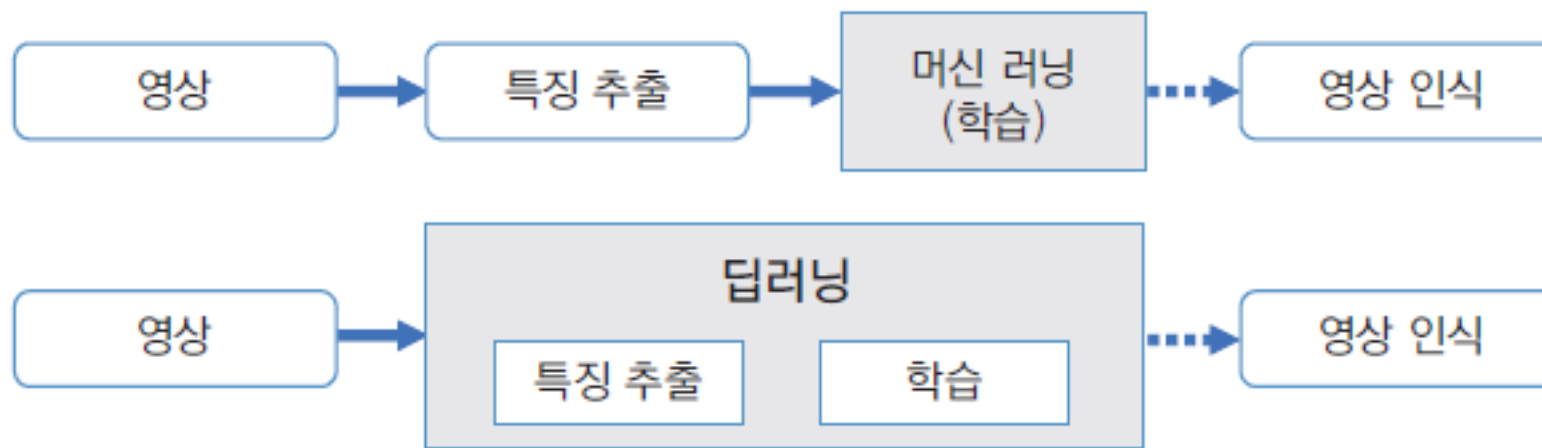 영상
특징 추출
머신 러닝
(학습)
영상 인식
영상
딥러닝
특징 추출
학습
영상 인식